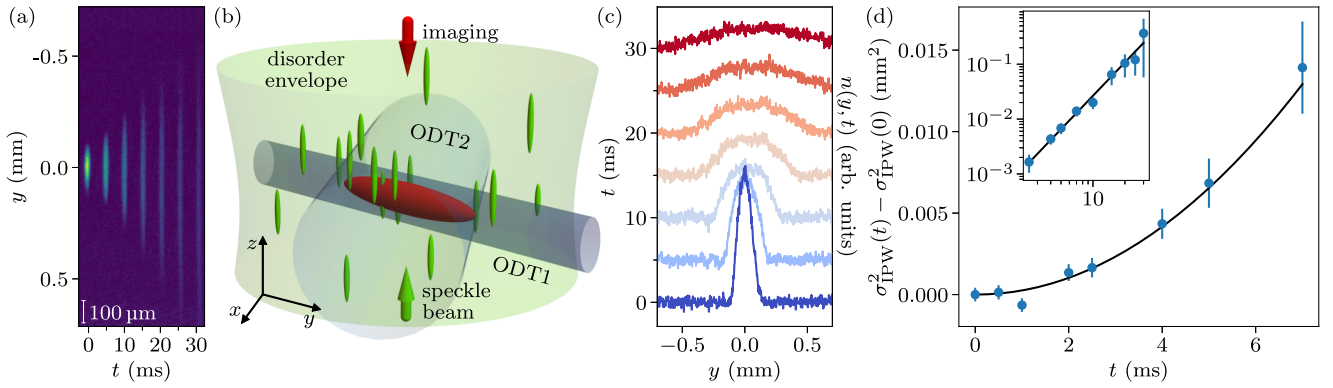 (a)
-0.5
0.0
0.5
y (mm)
100 μm
0 10 20 30
t (ms)
(b)
imaging
disorder
envelope
ODT2
ODT1
speckle
beam
z
x
y
(c)
30
25
20
15
10
5
0
t (ms)
n(y, t) (arb. units)
−0.5 0.0 0.5
y (mm)
(d)
0.015
0.010
0.005
0.000
σ²IPW(t) − σ²IPW(0) (mm²)
10⁻¹
10⁻²
10⁻³
10
0 2 4 6
t (ms)